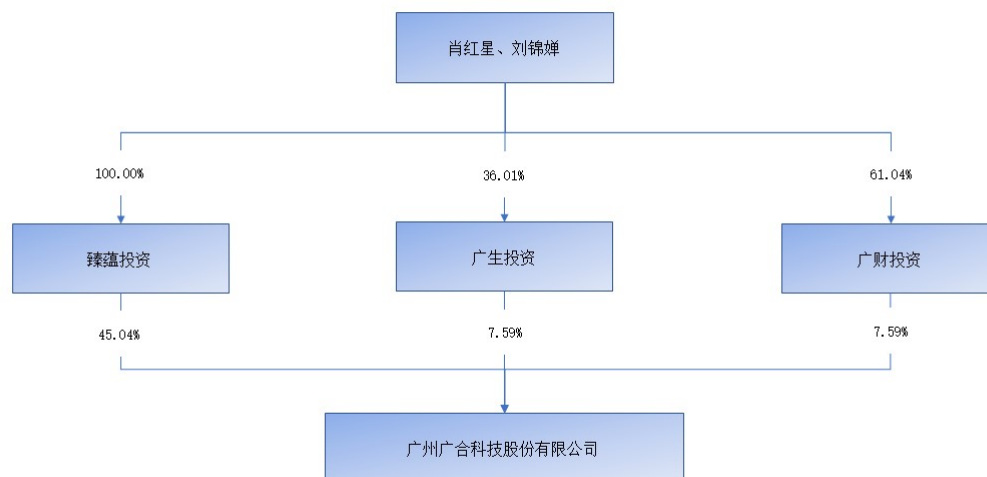 肖红星、刘锦婵
100.00%
36.01%
61.04%
臻蕴投资
广生投资
广财投资
45.04%
7.59%
7.59%
广州广合科技股份有限公司